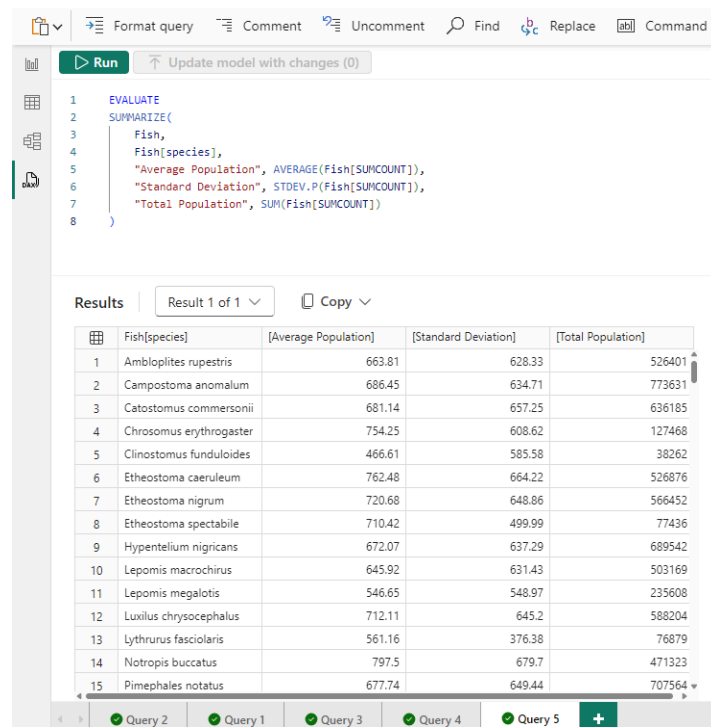 Format query Comment Uncomment Find Replace Command
Run Update model with changes (0)
1 EVALUATE
2 SUMMARIZE(
3 Fish,
4 Fish[species],
5 "Average Population", AVERAGE(Fish[SUMCOUNT]),
6 "Standard Deviation", STDEV.P(Fish[SUMCOUNT]),
7 "Total Population", SUM(Fish[SUMCOUNT])
8 )
Results Result 1 of 1 Copy
Fish[species] [Average Population] [Standard Deviation] [Total Population]
1 Ambloplites rupestris 663.81 628.33 526401
2 Campostoma anomalum 686.45 634.71 773631
3 Catostomus commersonii 681.14 657.25 636185
4 Chrosomus erythrogaster 754.25 608.62 127468
5 Clinostomus funduloides 466.61 585.58 38262
6 Etheostoma caeruleum 762.48 664.22 526876
7 Etheostoma nigrum 720.68 648.86 566452
8 Etheostoma spectabile 710.42 499.99 77436
9 Hypentelium nigricans 672.07 637.29 689542
10 Lepomis macrochirus 645.92 631.43 503169
11 Lepomis megalotis 546.65 548.97 235608
12 Luxilus chrysocephalus 712.11 645.2 588204
13 Lythrurus fasciolaris 561.16 376.38 76879
14 Notropis buccatus 797.5 679.7 471323
15 Pimephales notatus 677.74 649.44 707564
Query 2 Query 1 Query 3 Query 4 Query 5